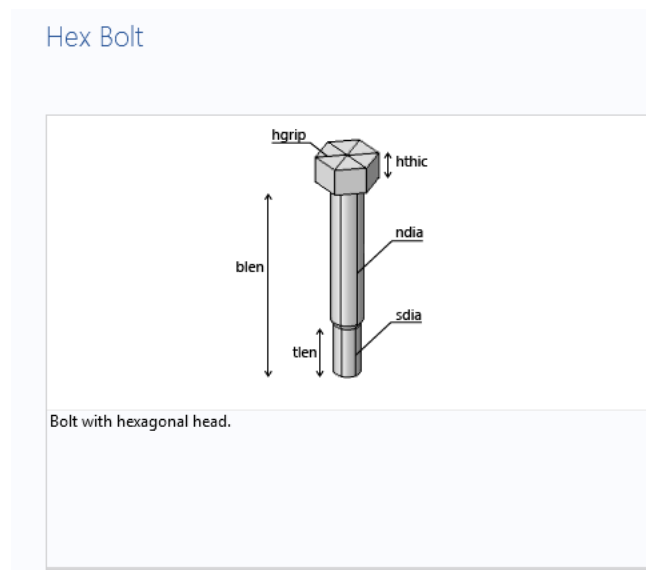 Hex Bolt
hgrip
hthic
ndia
blen
sdia
tlen
Bolt with hexagonal head.